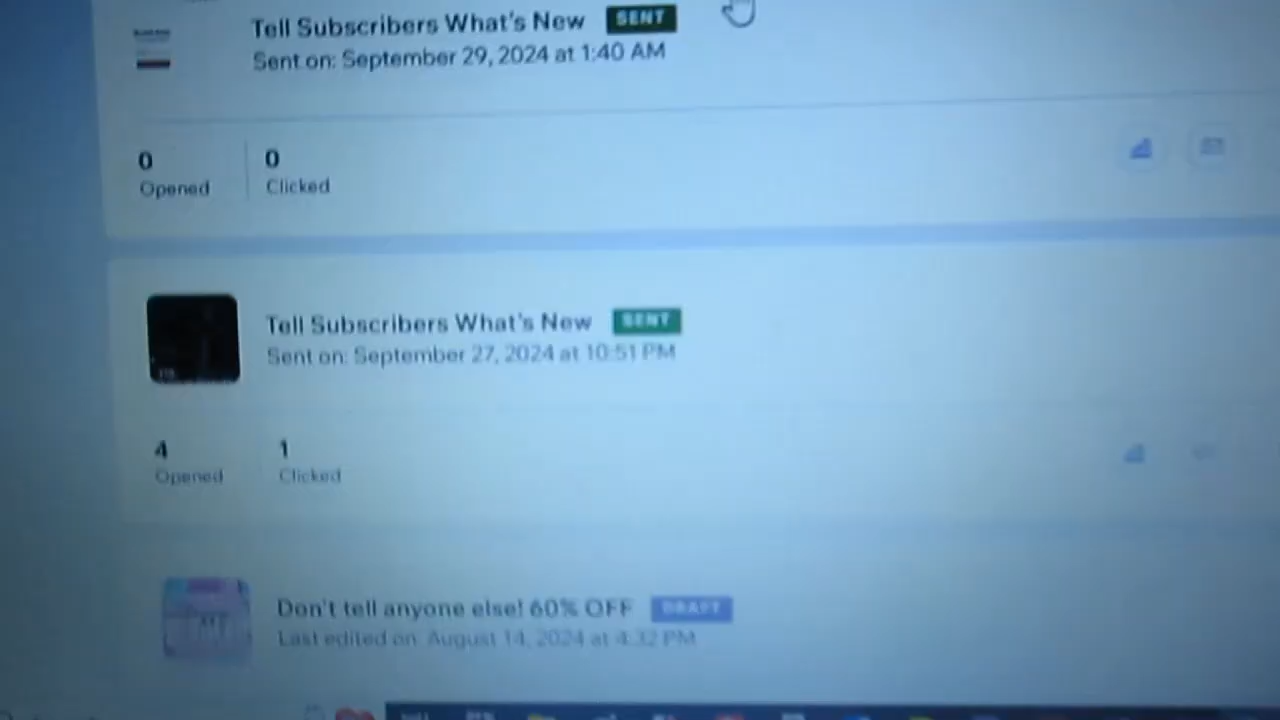 Tell Subscribers What's New SENT
Sent on: September 29, 2024 at 1:40 AM
0 0
Opened Clicked
Tell Subscribers What's New SENT
Sent on: September 27, 2024 at 10:51 PM
4 1
Opened Clicked
Don't tell anyone else! 60% OFF DRAFT
Last edited on: August 14, 2024 at 4:32 PM